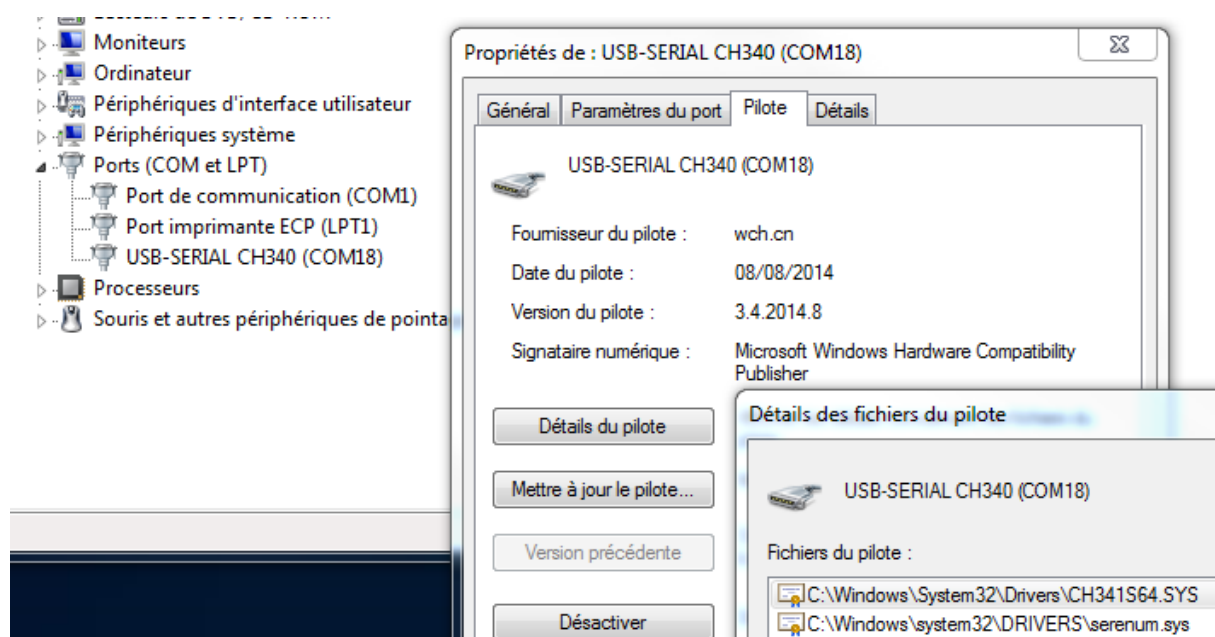 Moniteurs
Ordinateur
Périphériques d'interface utilisateur
Périphériques système
Ports (COM et LPT)
Port de communication (COM1)
Port imprimante ECP (LPT1)
USB-SERIAL CH340 (COM18)
Processeurs
Souris et autres périphériques de pointa
Propriétés de : USB-SERIAL CH340 (COM18)
Général
Paramètres du port
Pilote
Détails
USB-SERIAL CH340 (COM18)
Fournisseur du pilote :
wch.cn
Date du pilote :
08/08/2014
Version du pilote :
3.4.2014.8
Signataire numérique :
Microsoft Windows Hardware Compatibility
Publisher
Détails du pilote
Mettre à jour le pilote...
Version précédente
Désactiver
Détails des fichiers du pilote
USB-SERIAL CH340 (COM18)
Fichiers du pilote :
C:\Windows\System32\Drivers\CH341S64.SYS
C:\Windows\system32\DRIVERS\serenum.sys